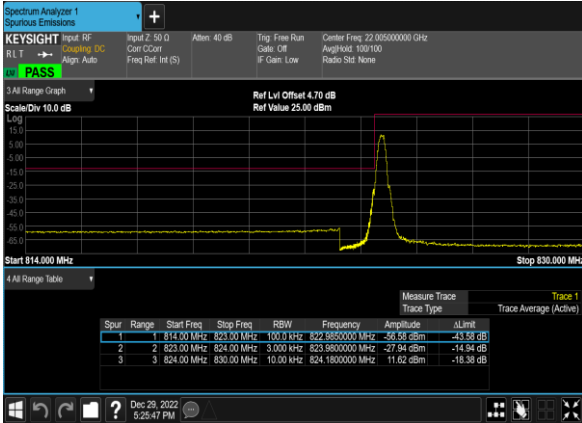 Spectrum Analyzer 1
Spurious Emissions
KEYSIGHT Input: RF Input Z: 50 Ω Atten: 40 dB Trig: Free Run Center Freq: 22.005000000 GHz
RLT Coupling: DC Corr CCorr Gate: Off Avg|Hold: 100/100
Align: Auto Freq Ref: Int (S) IF Gain: Low Radio Std: None
PASS
3 All Range Graph
Ref Lvl Offset 4.70 dB
Scale/Div 10.0 dB Ref Value 25.00 dBm
Log
15.0
5.00
-5.00
-15.0
-25.0
-35.0
-45.0
-55.0
-65.0
Start 814.000 MHz Stop 830.000 MHz
4 All Range Table
Measure Trace Trace 1
Trace Type Trace Average (Active)
Spur Range Start Freq Stop Freq RBW Frequency Amplitude ΔLimit
1 1 814.00 MHz 823.00 MHz 100.0 kHz 822.9850000 MHz -56.58 dBm -43.58 dB
2 2 823.00 MHz 824.00 MHz 3.000 kHz 823.9800000 MHz -27.94 dBm -14.94 dB
3 3 824.00 MHz 830.00 MHz 10.00 kHz 824.1800000 MHz 11.62 dBm -18.38 dB
Dec 29, 2022
5:25:47 PM